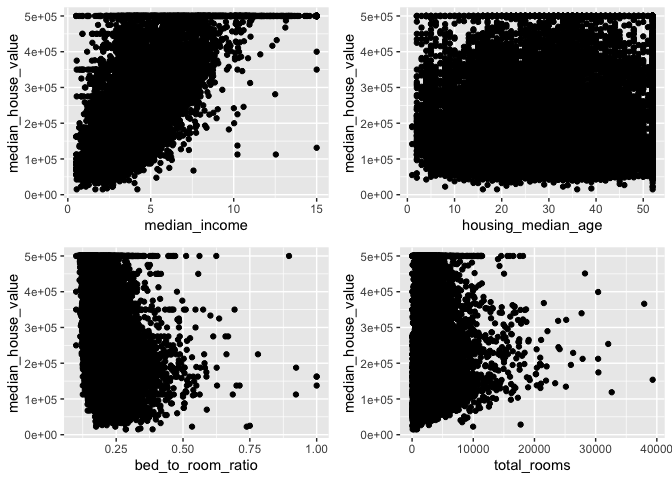 5e+05
4e+05
3e+05
2e+05
1e+05
0e+00
median_house_value
0 5 10 15
median_income
5e+05
4e+05
3e+05
2e+05
1e+05
0e+00
median_house_value
0 10 20 30 40 50
housing_median_age
5e+05
4e+05
3e+05
2e+05
1e+05
0e+00
median_house_value
0.25 0.50 0.75 1.00
bed_to_room_ratio
5e+05
4e+05
3e+05
2e+05
1e+05
0e+00
median_house_value
0 10000 20000 30000 40000
total_rooms